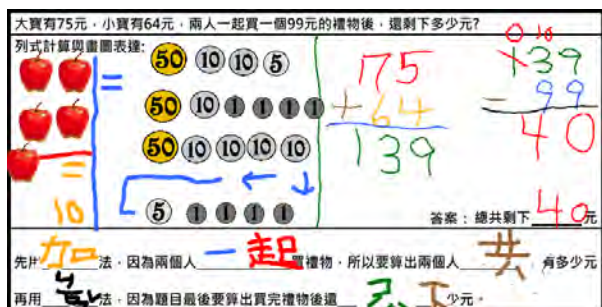 大寶有75元，小寶有64元，兩人一起買一個99元的禮物後，還剩下多少元？
列式計算與畫圖表達：
50 10 10 5
50 10 1 1 1 1
50 10 10 10 10
5 1 1 1 1
= 
=
10
75
+64
139
0 10
139
-99
40
答案：總共剩下40元
先用加法，因為兩個人一起買禮物，所以要算出兩個人共有多少元
再用法，因為題目最後要算出買完禮物後還下少元．